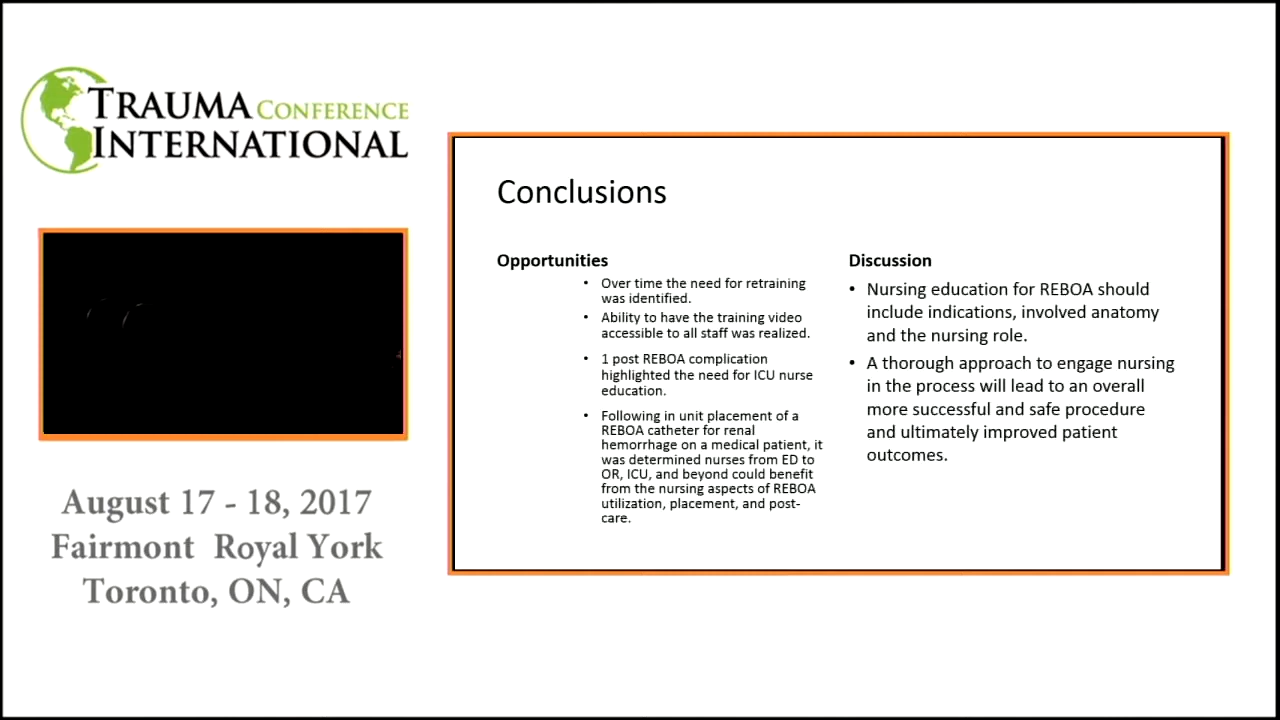 TRAUMA CONFERENCE
INTERNATIONAL
August 17 - 18, 2017
Fairmont Royal York
Toronto, ON, CA
Conclusions
Opportunities
• Over time the need for retraining
was identified.
• Ability to have the training video
accessible to all staff was realized.
• 1 post REBOA complication
highlighted the need for ICU nurse
education.
• Following in unit placement of a
REBOA catheter for renal
hemorrhage on a medical patient, it
was determined nurses from ED to
OR, ICU, and beyond could benefit
from the nursing aspects of REBOA
utilization, placement, and post-
care.
Discussion
• Nursing education for REBOA should
include indications, involved anatomy
and the nursing role.
• A thorough approach to engage nursing
in the process will lead to an overall
more successful and safe procedure
and ultimately improved patient
outcomes.